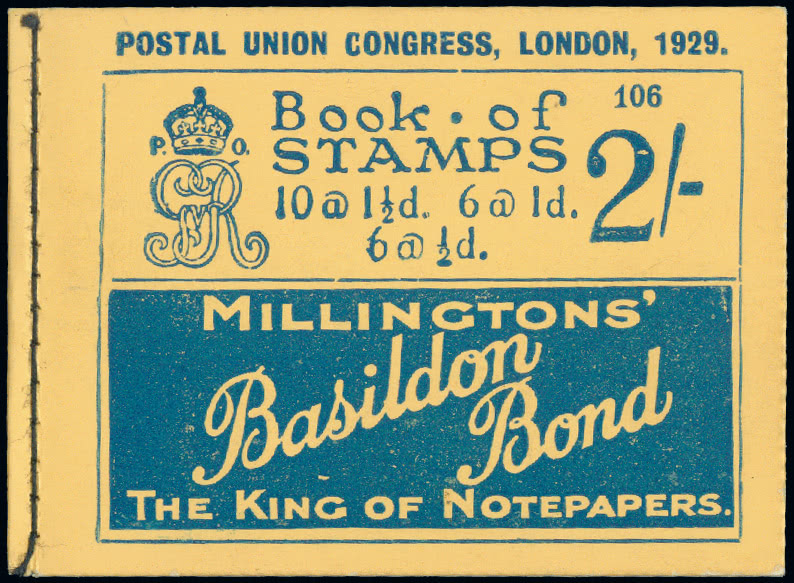 POSTAL UNION CONGRESS, LONDON, 1929.
106
Book · of
P. O.
STAMPS
2/-
10 @ 1½d. 6 @ 1d.
6 @ ½d.
GR
MILLINGTONS'
Basildon
Bond
THE KING OF NOTEPAPERS.